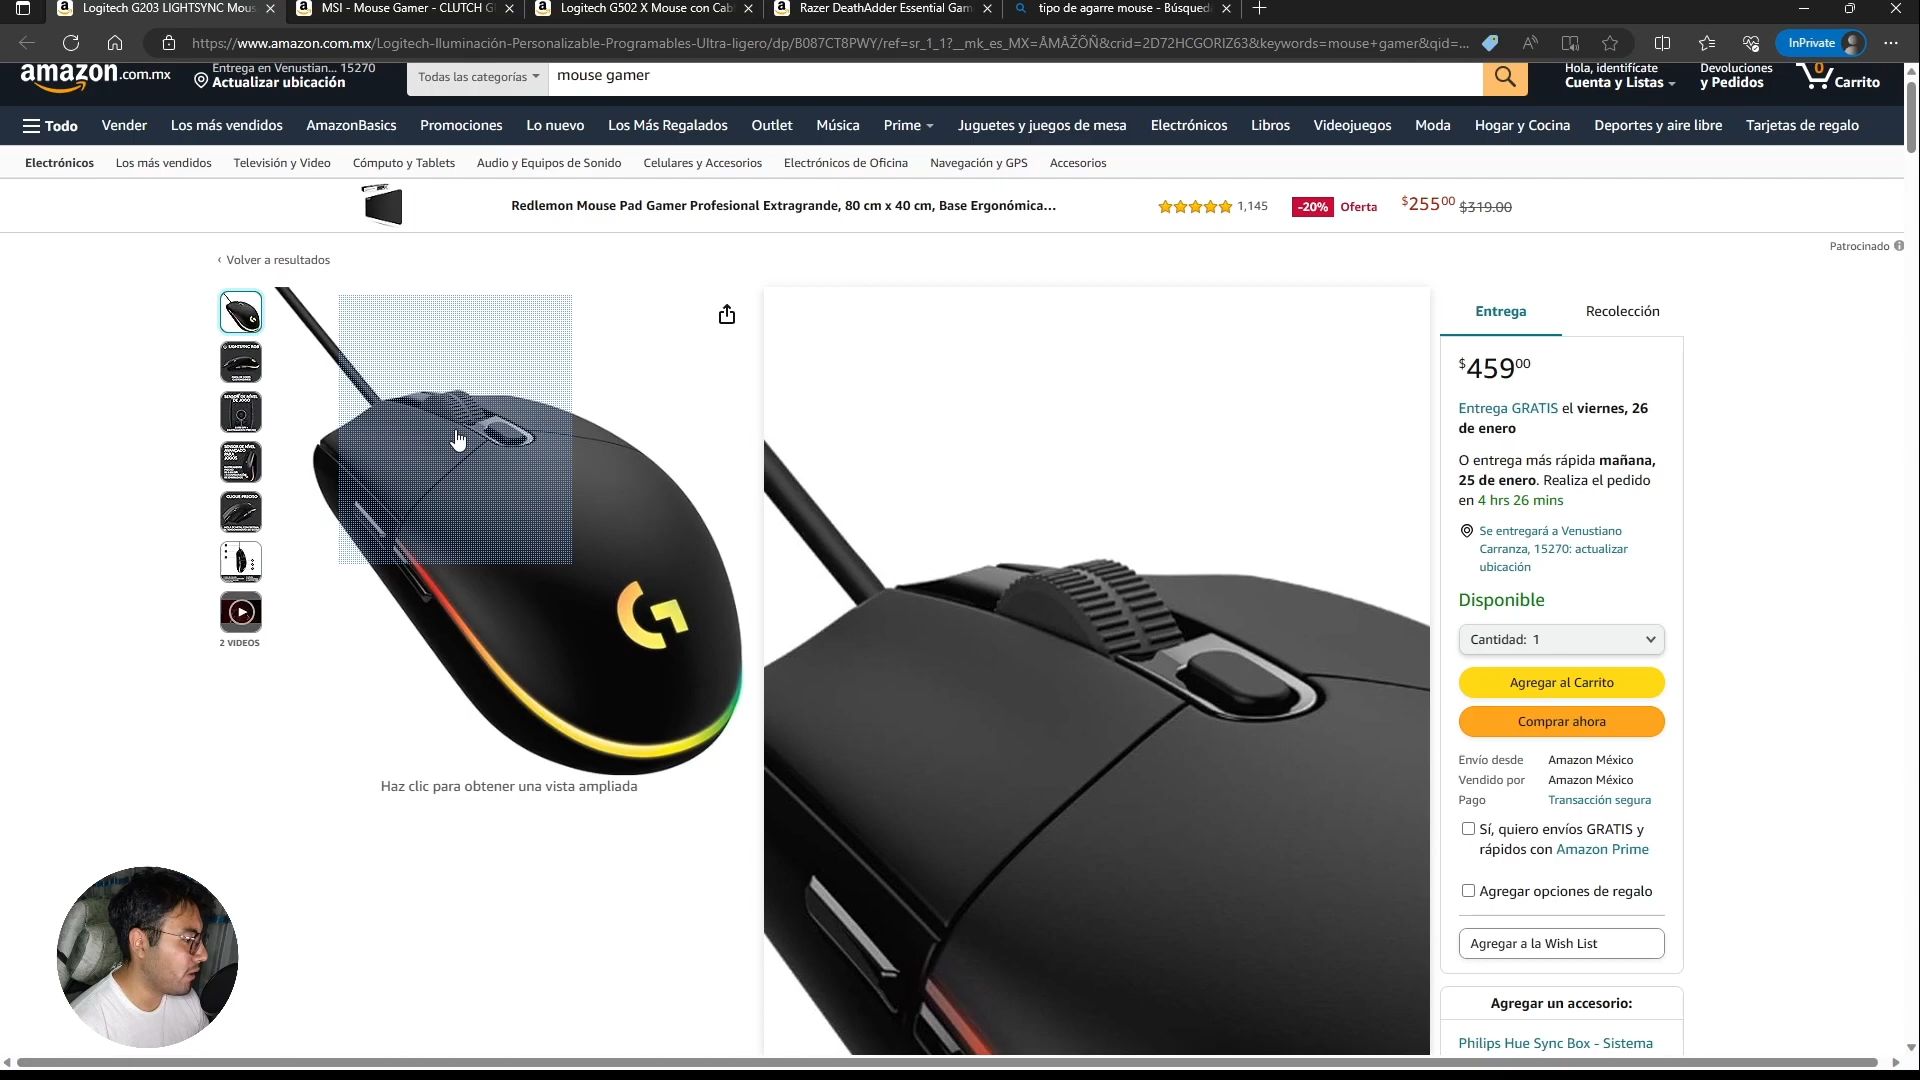 Logitech G203 LIGHTSYNC Mous
MSI - Mouse Gamer - CLUTCH G
Logitech G502 X Mouse con Cab
Razer DeathAdder Essential Gam
tipo de agarre mouse - Búsqued
https://www.amazon.com.mx/Logitech-Iluminación-Personalizable-Programables-Ultra-ligero/dp/B087CT8PWY/ref=sr_1_1?__mk_es_MX=ÅMÅŽÕÑ&crid=2D72HCGORIZ63&keywords=mouse+gamer&qid=...
InPrivate
amazon.com.mx
Entrega en Venustian... 15270
Actualizar ubicación
Todas las categorías
mouse gamer
Hola, identifícate
Cuenta y Listas
Devoluciones
y Pedidos
0
Carrito
Todo
Vender
Los más vendidos
AmazonBasics
Promociones
Lo nuevo
Los Más Regalados
Outlet
Música
Prime
Juguetes y juegos de mesa
Electrónicos
Libros
Videojuegos
Moda
Hogar y Cocina
Deportes y aire libre
Tarjetas de regalo
Electrónicos
Los más vendidos
Televisión y Video
Cómputo y Tablets
Audio y Equipos de Sonido
Celulares y Accesorios
Electrónicos de Oficina
Navegación y GPS
Accesorios
Redlemon Mouse Pad Gamer Profesional Extragrande, 80 cm x 40 cm, Base Ergonómica...
1,145
-20% Oferta
$25500 $319.00
Patrocinado
‹ Volver a resultados
2 VIDEOS
Haz clic para obtener una vista ampliada
Entrega
Recolección
$45900
Entrega GRATIS el viernes, 26
de enero
O entrega más rápida mañana,
25 de enero. Realiza el pedido
en 4 hrs 26 mins
Se entregará a Venustiano
Carranza, 15270: actualizar
ubicación
Disponible
Cantidad: 1
Agregar al Carrito
Comprar ahora
Envío desde Amazon México
Vendido por Amazon México
Pago Transacción segura
Sí, quiero envíos GRATIS y
rápidos con Amazon Prime
Agregar opciones de regalo
Agregar a la Wish List
Agregar un accesorio:
Philips Hue Sync Box - Sistema